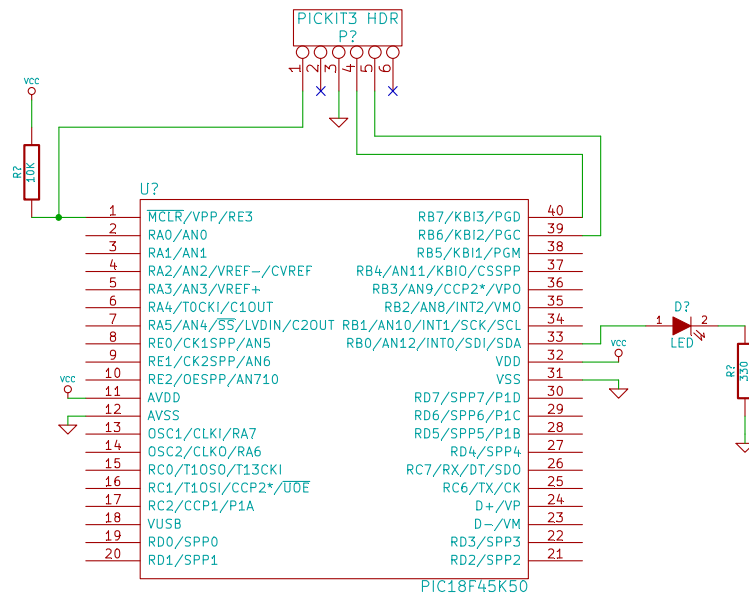 PICKIT3 HDR
P?
1 2 3 4 5 6
vcc
R? 10K
U?
1 MCLR/VPP/RE3 RB7/KBI3/PGD 40
2 RA0/AN0 RB6/KBI2/PGC 39
3 RA1/AN1 RB5/KBI1/PGM 38
4 RA2/AN2/VREF-/CVREF RB4/AN11/KBI0/CSSPP 37
5 RA3/AN3/VREF+ RB3/AN9/CCP2*/VPO 36
6 RA4/T0CKI/C1OUT RB2/AN8/INT2/VMO 35
7 RA5/AN4/SS/LVDIN/C2OUT RB1/AN10/INT1/SCK/SCL 34
8 RE0/CK1SPP/AN5 RB0/AN12/INT0/SDI/SDA 33
9 RE1/CK2SPP/AN6 VDD 32
10 RE2/OESPP/AN710 VSS 31
11 AVDD RD7/SPP7/P1D 30
12 AVSS RD6/SPP6/P1C 29
13 OSC1/CLKI/RA7 RD5/SPP5/P1B 28
14 OSC2/CLKO/RA6 RD4/SPP4 27
15 RC0/T1OSO/T13CKI RC7/RX/DT/SDO 26
16 RC1/T1OSI/CCP2*/UOE RC6/TX/CK 25
17 RC2/CCP1/P1A D+/VP 24
18 VUSB D-/VM 23
19 RD0/SPP0 RD3/SPP3 22
20 RD1/SPP1 RD2/SPP2 21
PIC18F45K50
vcc
vcc
D?
1 2
LED
R? 330